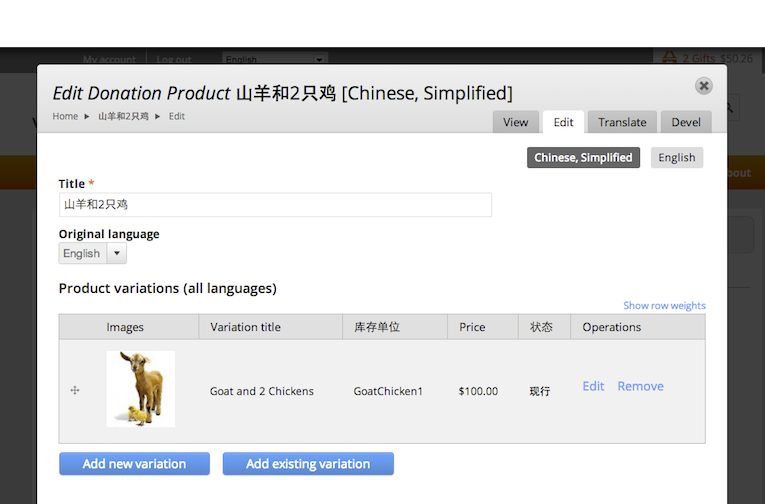 My account Log out English 2 Gifts $50.26
Edit Donation Product 山羊和2只鸡 [Chinese, Simplified]
Home ► 山羊和2只鸡 ► Edit
View Edit Translate Devel
Chinese, Simplified English
Title *
山羊和2只鸡
Original language
English
Product variations (all languages)
Show row weights
Images Variation title 库存单位 Price 状态 Operations
Goat and 2 Chickens GoatChicken1 $100.00 现行 Edit Remove
Add new variation Add existing variation